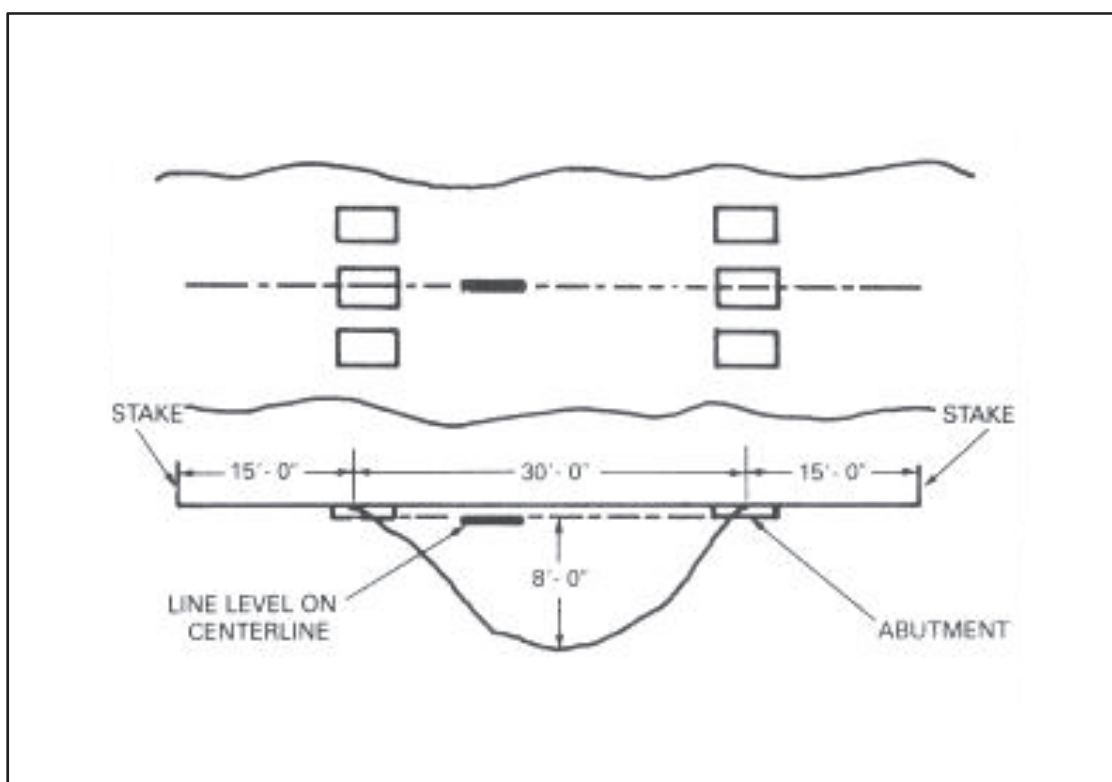 STAKE
STAKE
15'-0"
30'-0"
15'-0"
8'-0"
LINE LEVEL ON
CENTERLINE
ABUTMENT